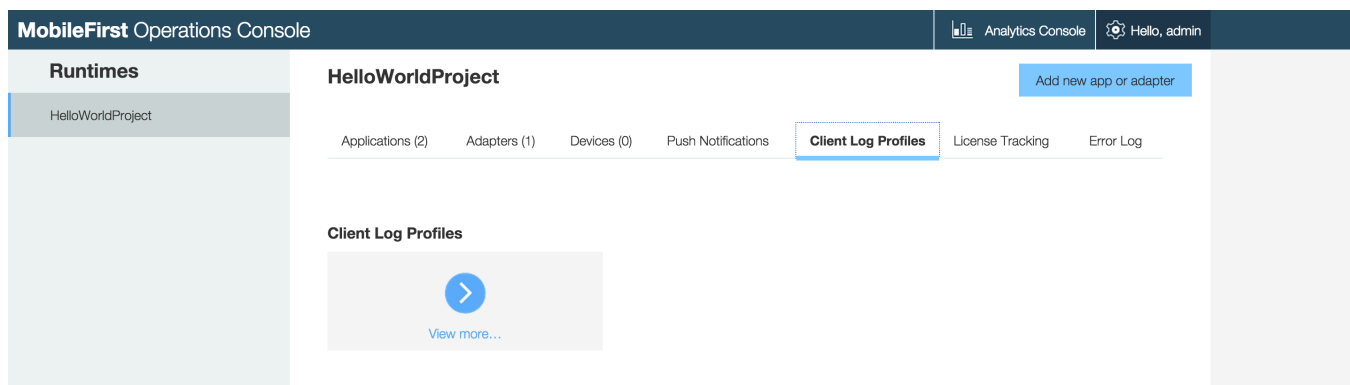 MobileFirst Operations Console
Analytics Console
Hello, admin
Runtimes
HelloWorldProject
HelloWorldProject
Add new app or adapter
Applications (2) Adapters (1) Devices (0) Push Notifications Client Log Profiles License Tracking Error Log
Client Log Profiles
View more...